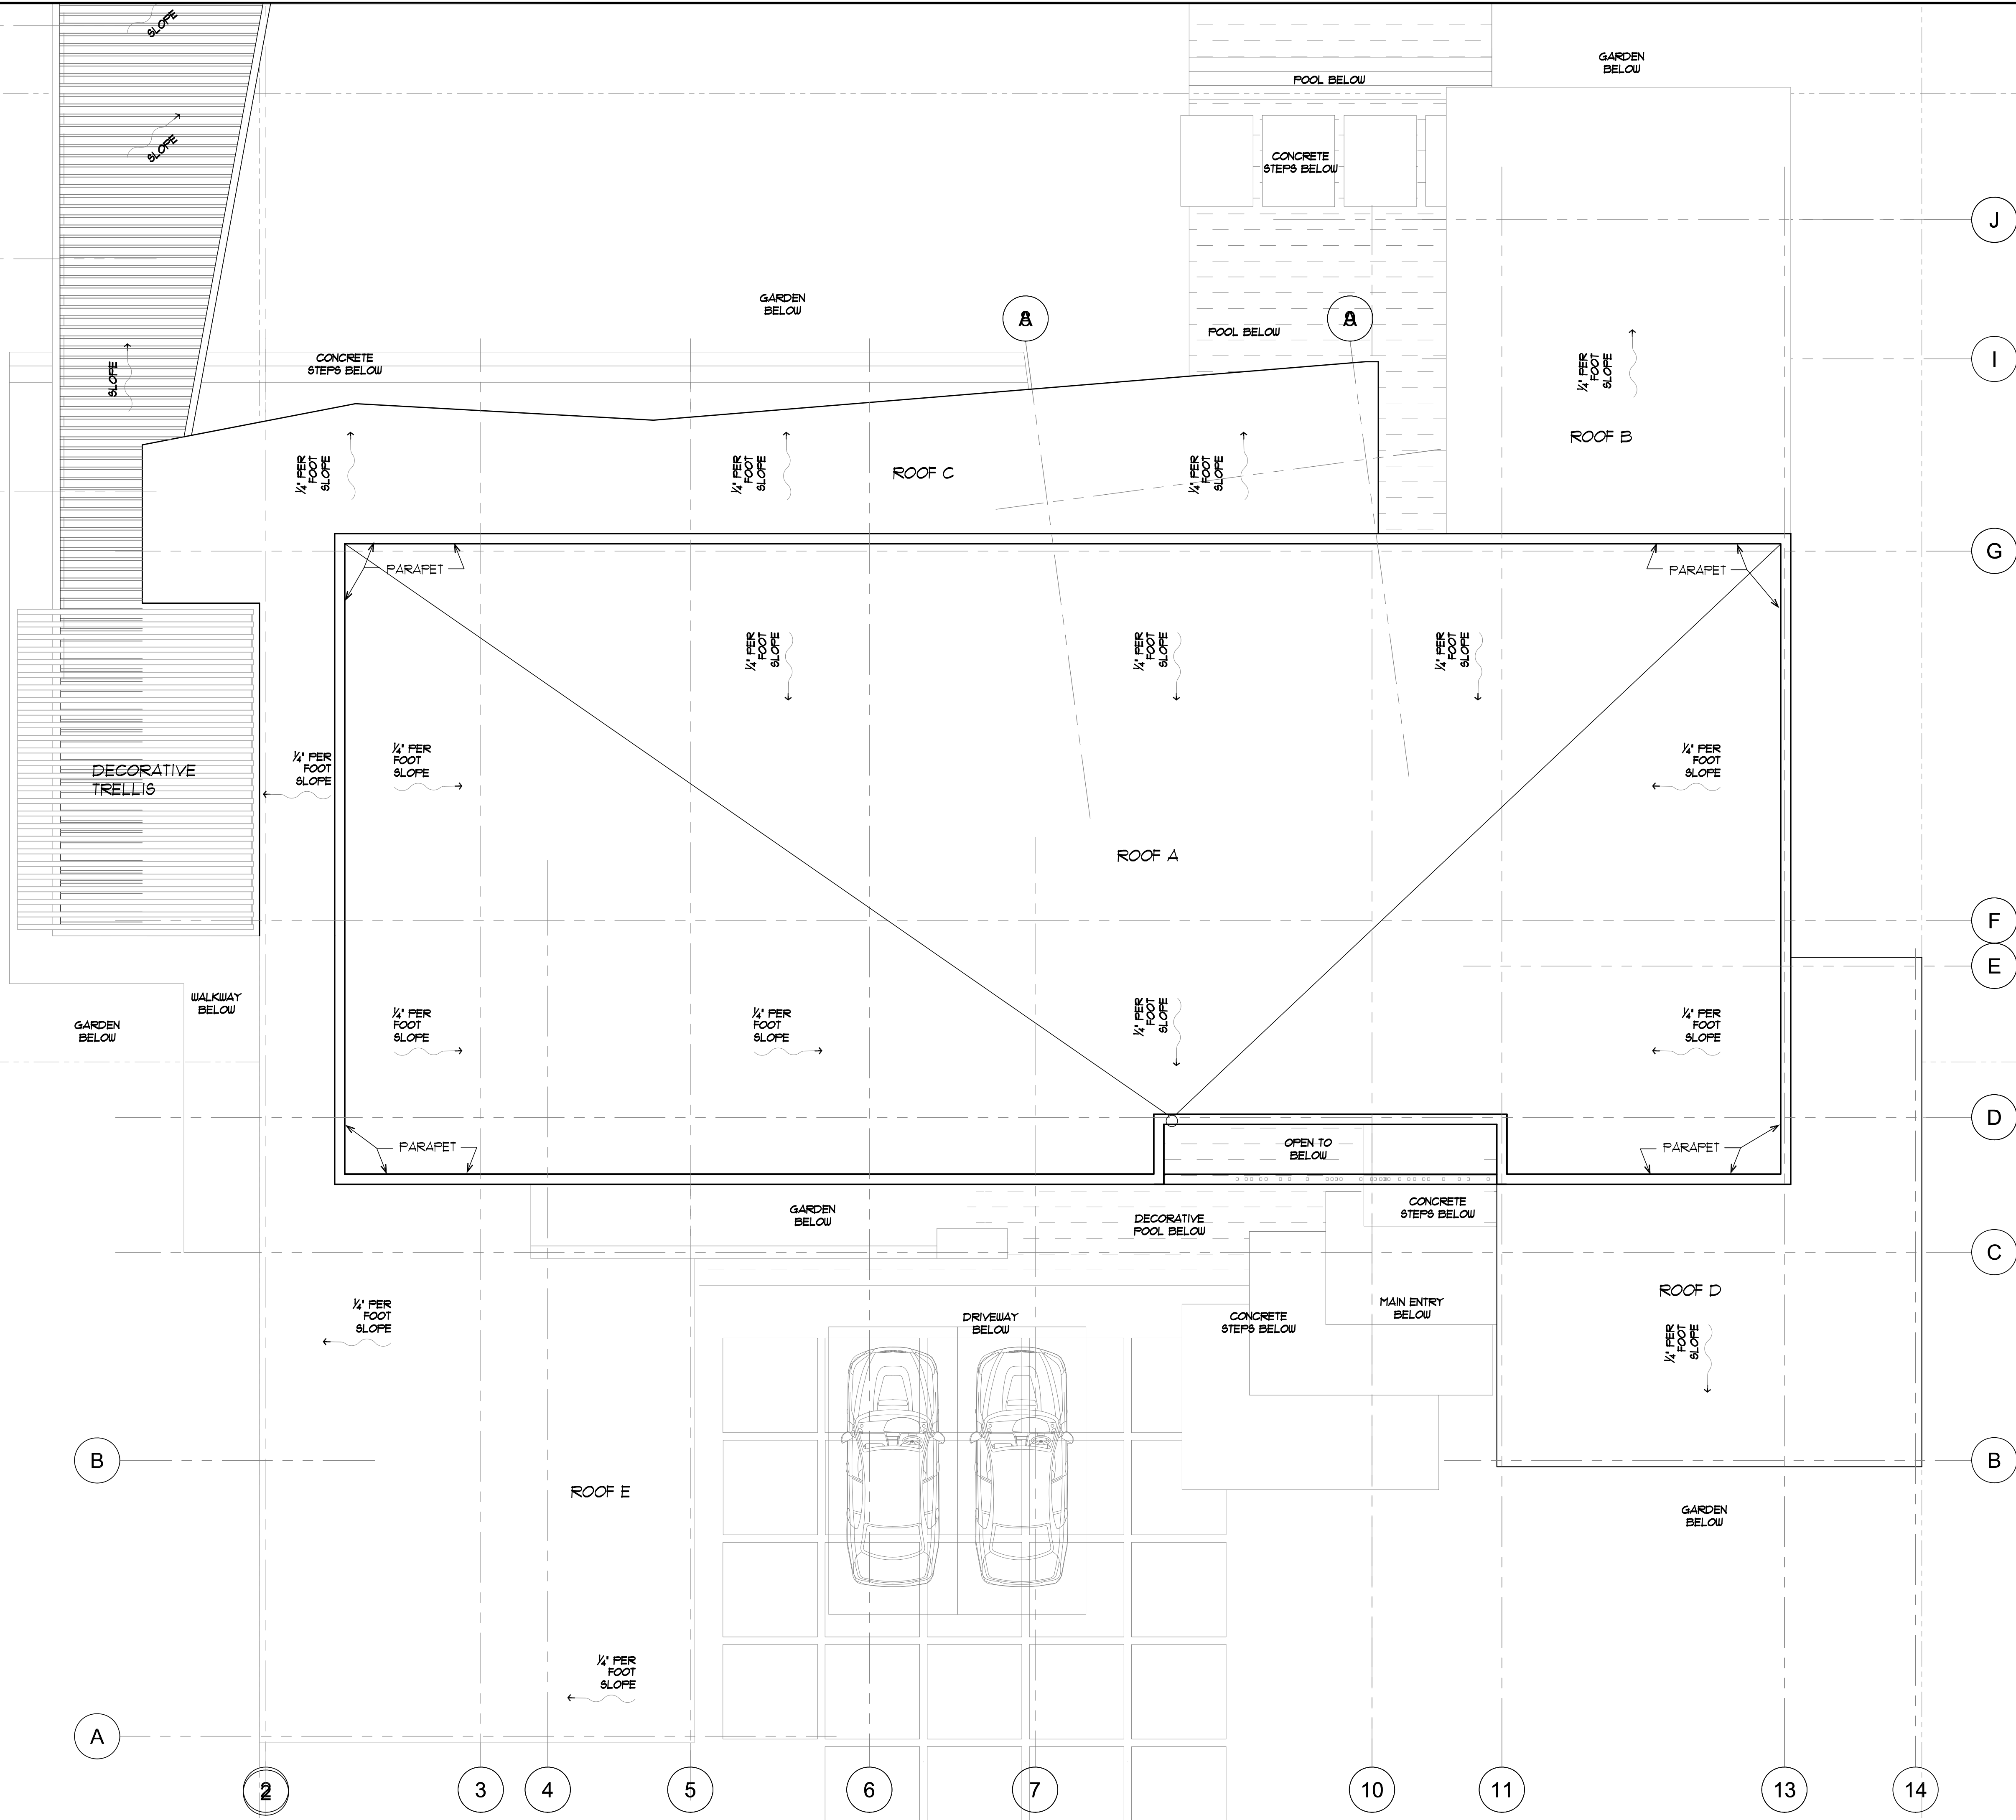 SLOPE
GARDEN
BELOW
POOL BELOW
SLOPE
CONCRETE
STEPS BELOW
J
GARDEN
BELOW
POOL BELOW
CONCRETE
STEPS BELOW
SLOPE
I
¼" PER
FOOT
SLOPE
ROOF B
¼" PER
FOOT
SLOPE
¼" PER
FOOT
SLOPE
ROOF C
¼" PER
FOOT
SLOPE
G
PARAPET
PARAPET
¼" PER
FOOT
SLOPE
¼" PER
FOOT
SLOPE
¼" PER
FOOT
SLOPE
DECORATIVE
TRELLIS
¼" PER
FOOT
SLOPE
¼" PER
FOOT
SLOPE
¼" PER
FOOT
SLOPE
ROOF A
F
E
WALKWAY
BELOW
GARDEN
BELOW
¼" PER
FOOT
SLOPE
¼" PER
FOOT
SLOPE
¼" PER
FOOT
SLOPE
¼" PER
FOOT
SLOPE
D
PARAPET
OPEN TO
BELOW
PARAPET
GARDEN
BELOW
DECORATIVE
POOL BELOW
CONCRETE
STEPS BELOW
C
ROOF D
¼" PER
FOOT
SLOPE
DRIVEWAY
BELOW
CONCRETE
STEPS BELOW
MAIN ENTRY
BELOW
¼" PER
FOOT
SLOPE
B
B
ROOF E
GARDEN
BELOW
¼" PER
FOOT
SLOPE
A
2
3
4
5
6
7
10
11
13
14